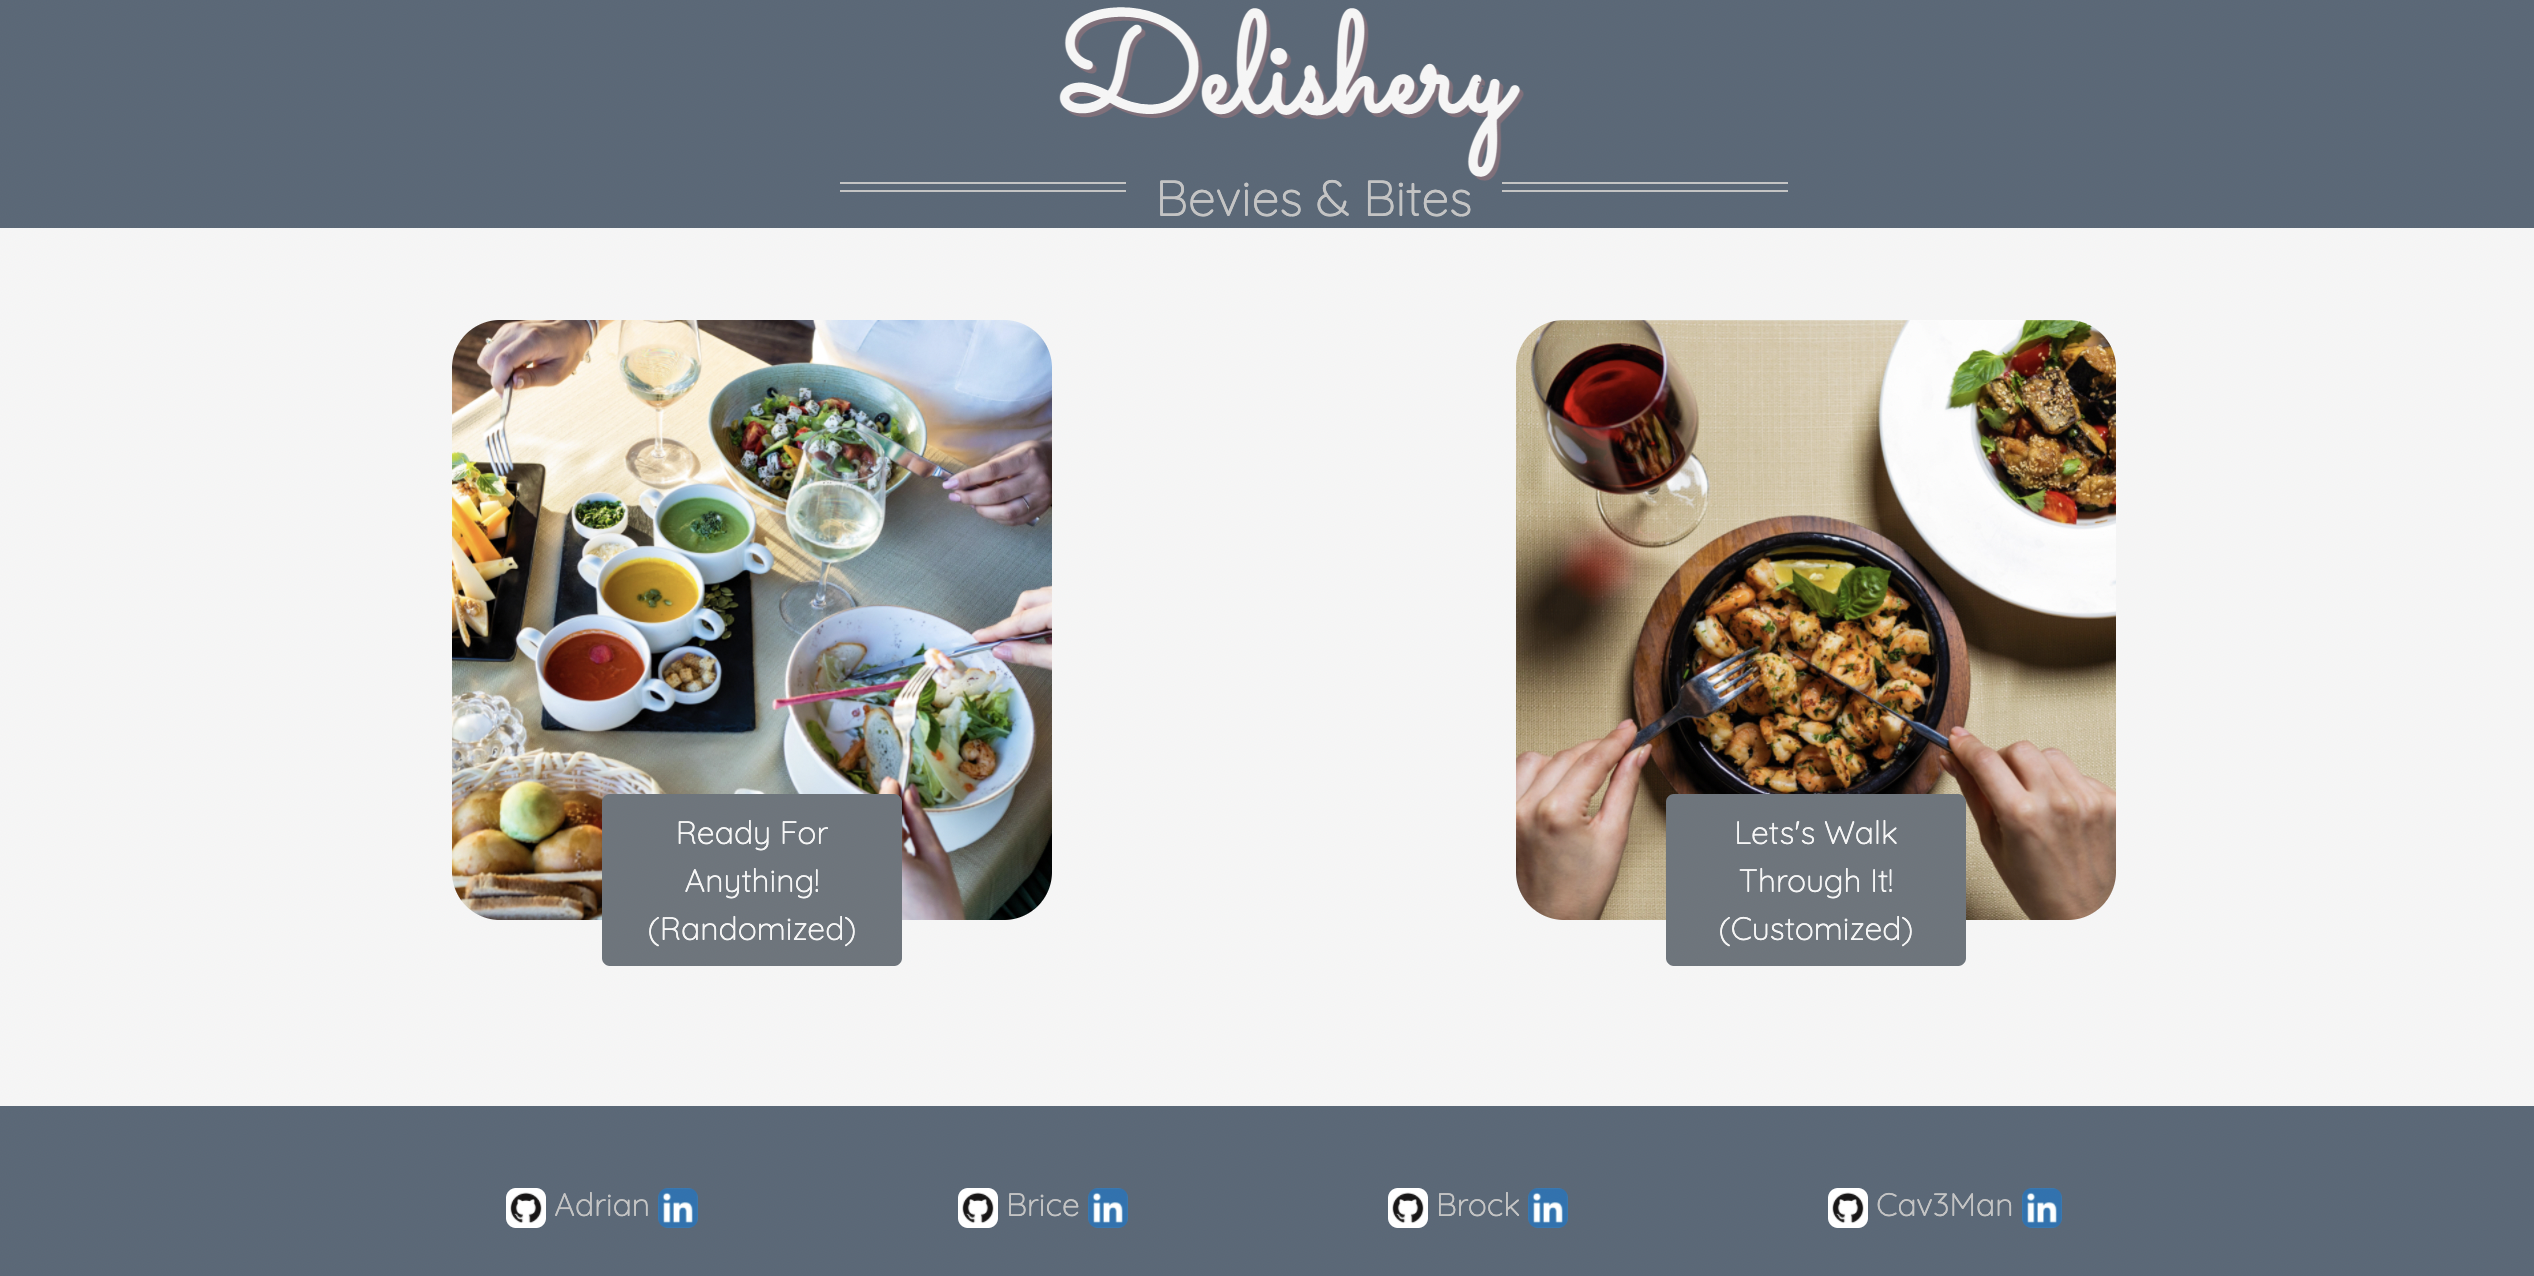 Delishery
Bevies & Bites
Ready For
Anything!
(Randomized)
Lets's Walk
Through It!
(Customized)
Adrian in
Brice in
Brock in
Cav3Man in